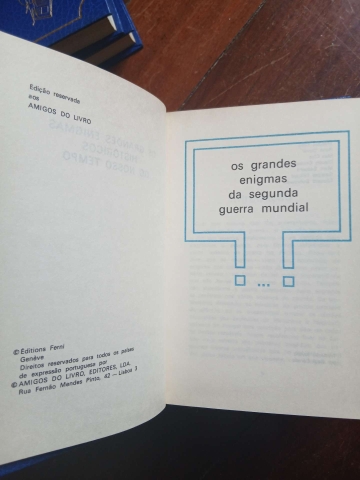 Edição reservada
aos
AMIGOS DO LIVRO
os grandes
enigmas
da segunda
guerra mundial
...
© Editions Ferni
Genève
Direitos reservados para todos os países
de expressão portuguesa por
© AMIGOS DO LIVRO, EDITORES, LDA.
Rua Fernão Mendes Pinto, 42 — Lisboa 3